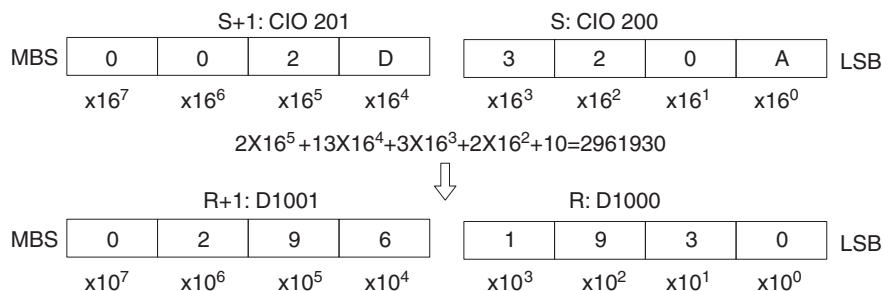 S+1: CIO 201 S: CIO 200
MBS 0 0 2 D 3 2 0 A LSB
x16⁷ x16⁶ x16⁵ x16⁴ x16³ x16² x16¹ x16⁰
2X16⁵+13X16⁴+3X16³+2X16²+10=2961930
R+1: D1001 R: D1000
MBS 0 2 9 6 1 9 3 0 LSB
x10⁷ x10⁶ x10⁵ x10⁴ x10³ x10² x10¹ x10⁰